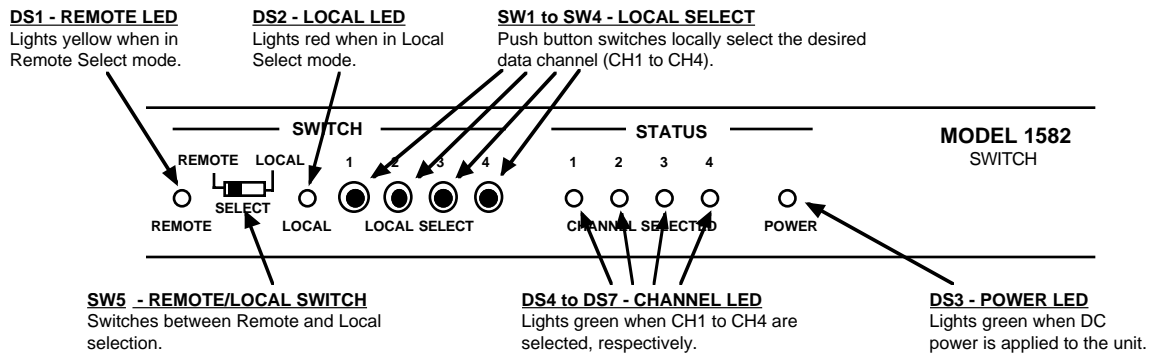 DS1 - REMOTE LED
Lights yellow when in
Remote Select mode.
DS2 - LOCAL LED
Lights red when in Local
Select mode.
SW1 to SW4 - LOCAL SELECT
Push button switches locally select the desired
data channel (CH1 to CH4).
SWITCH
STATUS
MODEL 1582
SWITCH
REMOTE LOCAL 1 2 3 4
1 2 3 4
SELECT
REMOTE LOCAL LOCAL SELECT CHANNEL SELECTED POWER
SW5 - REMOTE/LOCAL SWITCH
Switches between Remote and Local
selection.
DS4 to DS7 - CHANNEL LED
Lights green when CH1 to CH4 are
selected, respectively.
DS3 - POWER LED
Lights green when DC
power is applied to the unit.